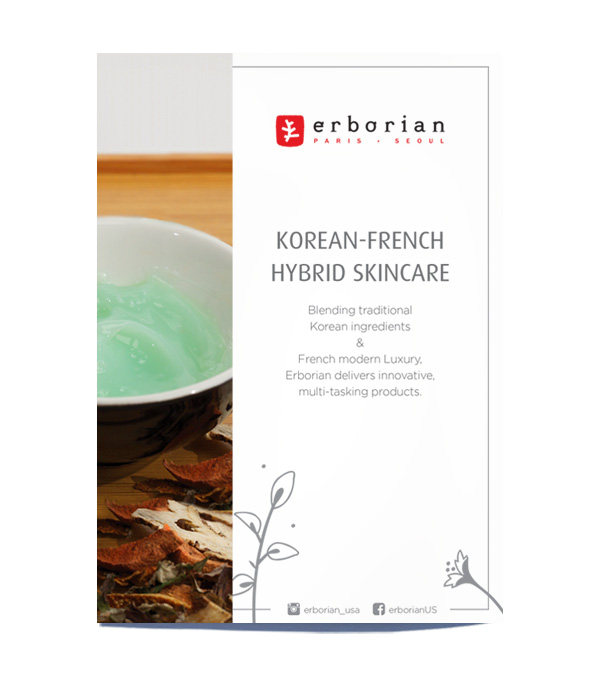 erborian
PARIS • SEOUL
KOREAN-FRENCH
HYBRID SKINCARE
Blending traditional
Korean ingredients
&
French modern Luxury,
Erborian delivers innovative,
multi-tasking products.
erborian_usa erborianUS